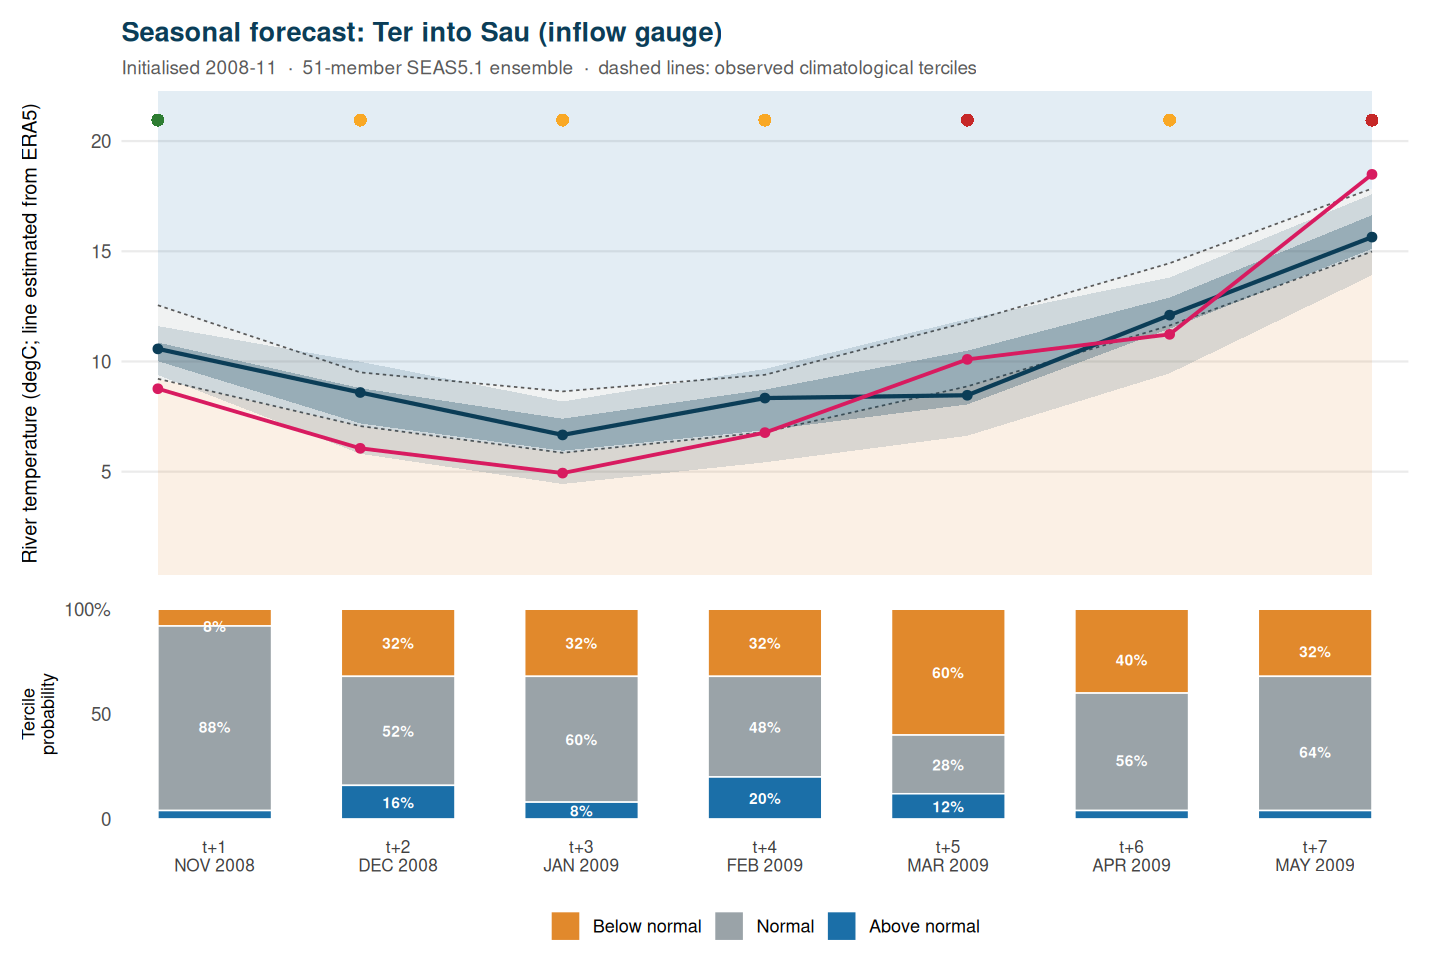 Seasonal forecast: Ter into Sau (inflow gauge)
Initialised 2008-11 · 51-member SEAS5.1 ensemble · dashed lines: observed climatological terciles
River temperature (degC; line estimated from ERA5)
20
15
10
5
Tercile
probability
100%
50
0
8%
88%
32%
52%
16%
32%
60%
8%
32%
48%
20%
60%
28%
12%
40%
56%
32%
64%
t+1
NOV 2008
t+2
DEC 2008
t+3
JAN 2009
t+4
FEB 2009
t+5
MAR 2009
t+6
APR 2009
t+7
MAY 2009
Below normal
Normal
Above normal